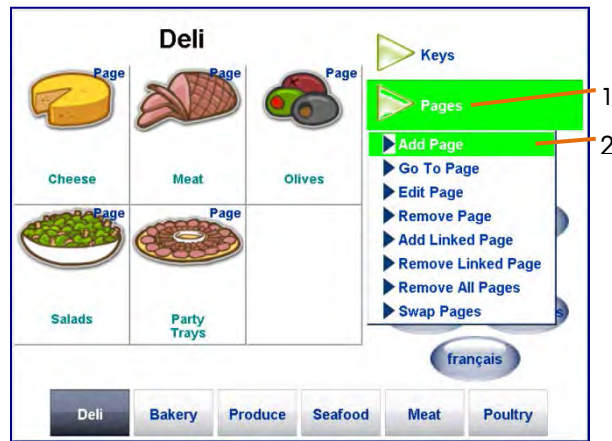 Deli
Page
Page
Page
Cheese
Meat
Olives
Page
Page
Salads
Party
Trays
Keys
Pages
1
Add Page
2
Go To Page
Edit Page
Remove Page
Add Linked Page
Remove Linked Page
Remove All Pages
Swap Pages
français
Deli
Bakery
Produce
Seafood
Meat
Poultry